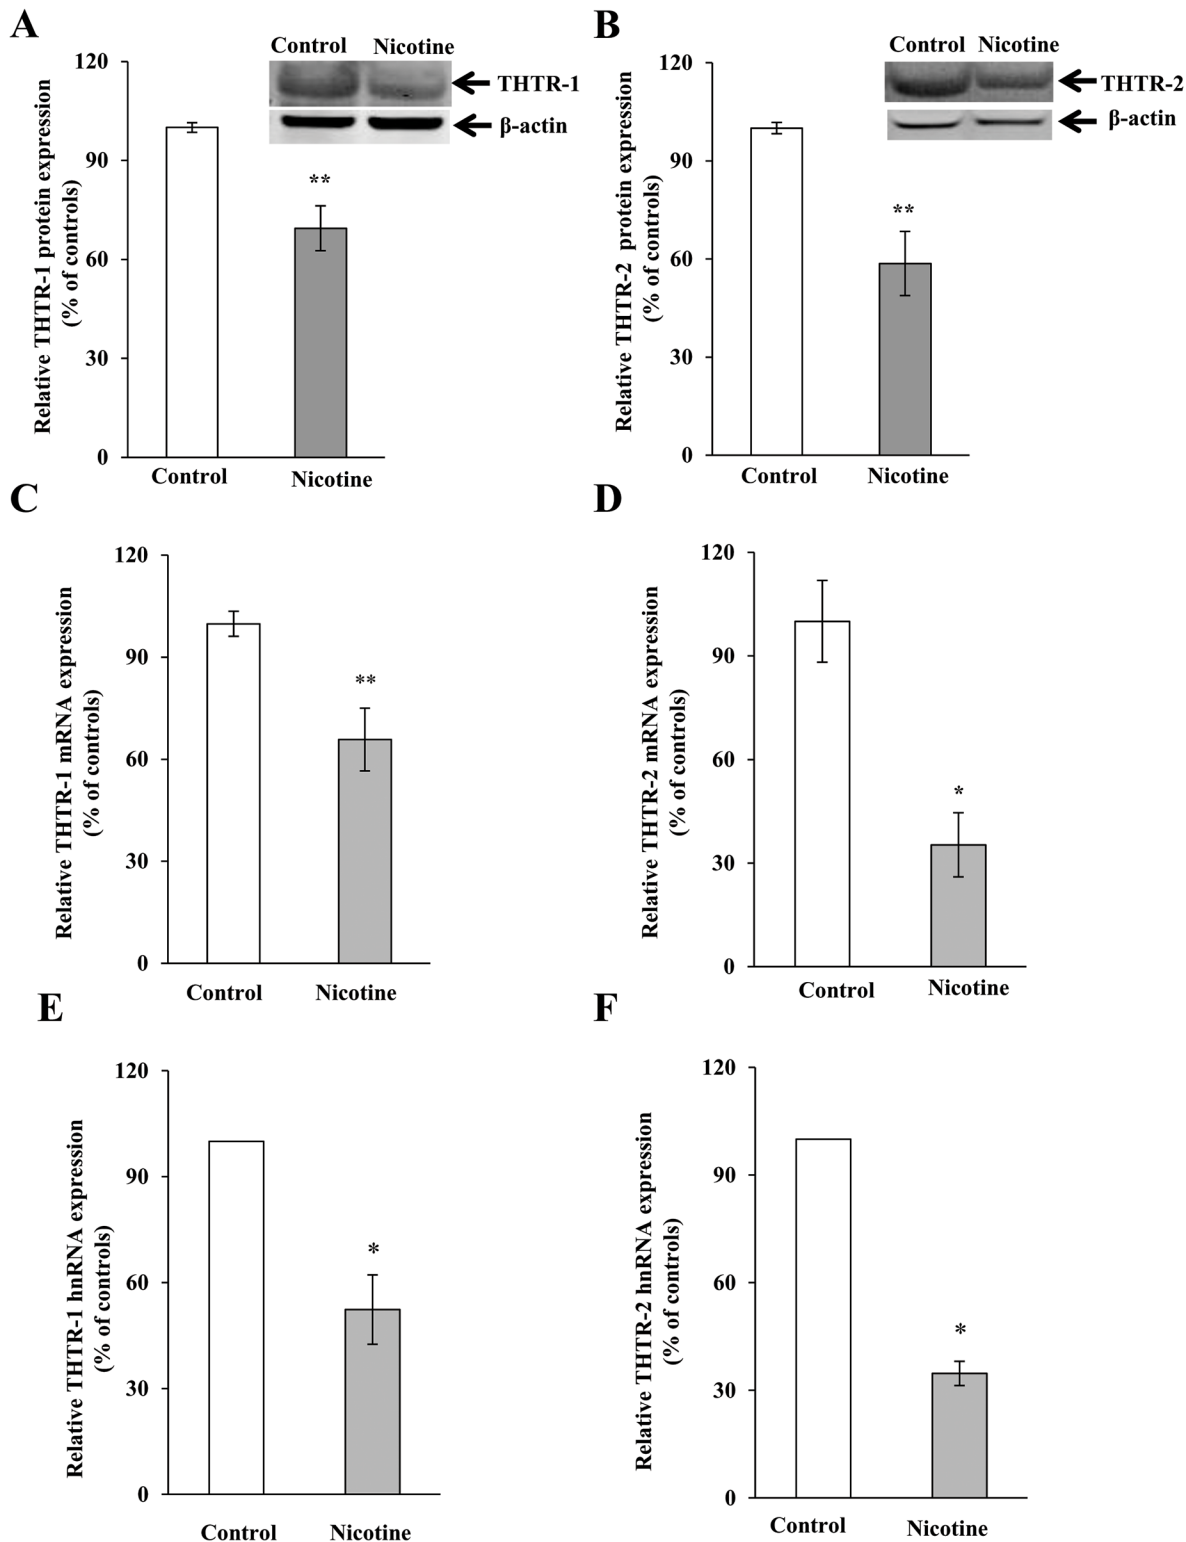 A
Control Nicotine
THTR-1
β-actin
Relative THTR-1 protein expression
(% of controls)
120
90
60
30
0
**
Control Nicotine
B
Control Nicotine
THTR-2
β-actin
Relative THTR-2 protein expression
(% of controls)
120
90
60
30
0
**
Control Nicotine
C
Relative THTR-1 mRNA expression
(% of controls)
120
90
60
30
0
**
Control Nicotine
D
Relative THTR-2 mRNA expression
(% of controls)
120
90
60
30
0
*
Control Nicotine
E
Relative THTR-1 hnRNA expression
(% of controls)
120
90
60
30
0
*
Control Nicotine
F
Relative THTR-2 hnRNA expression
(% of controls)
120
90
60
30
0
*
Control Nicotine